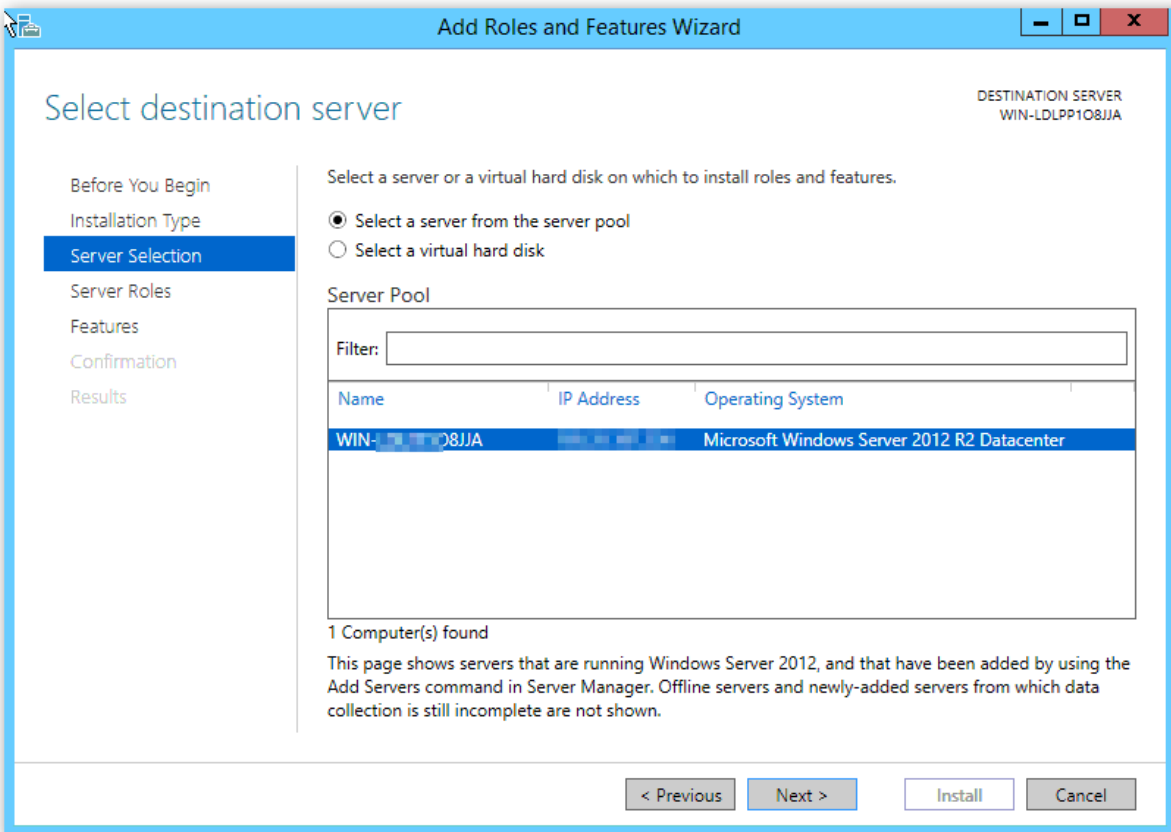 Add Roles and Features Wizard
Select destination server
DESTINATION SERVER
WIN-LDLPP1O8JJA
Before You Begin
Installation Type
Server Selection
Server Roles
Features
Confirmation
Results
Select a server or a virtual hard disk on which to install roles and features.
Select a server from the server pool
Select a virtual hard disk
Server Pool
Filter:
Name IP Address Operating System
WIN- O8JJA Microsoft Windows Server 2012 R2 Datacenter
1 Computer(s) found
This page shows servers that are running Windows Server 2012, and that have been added by using the
Add Servers command in Server Manager. Offline servers and newly-added servers from which data
collection is still incomplete are not shown.
< Previous Next > Install Cancel